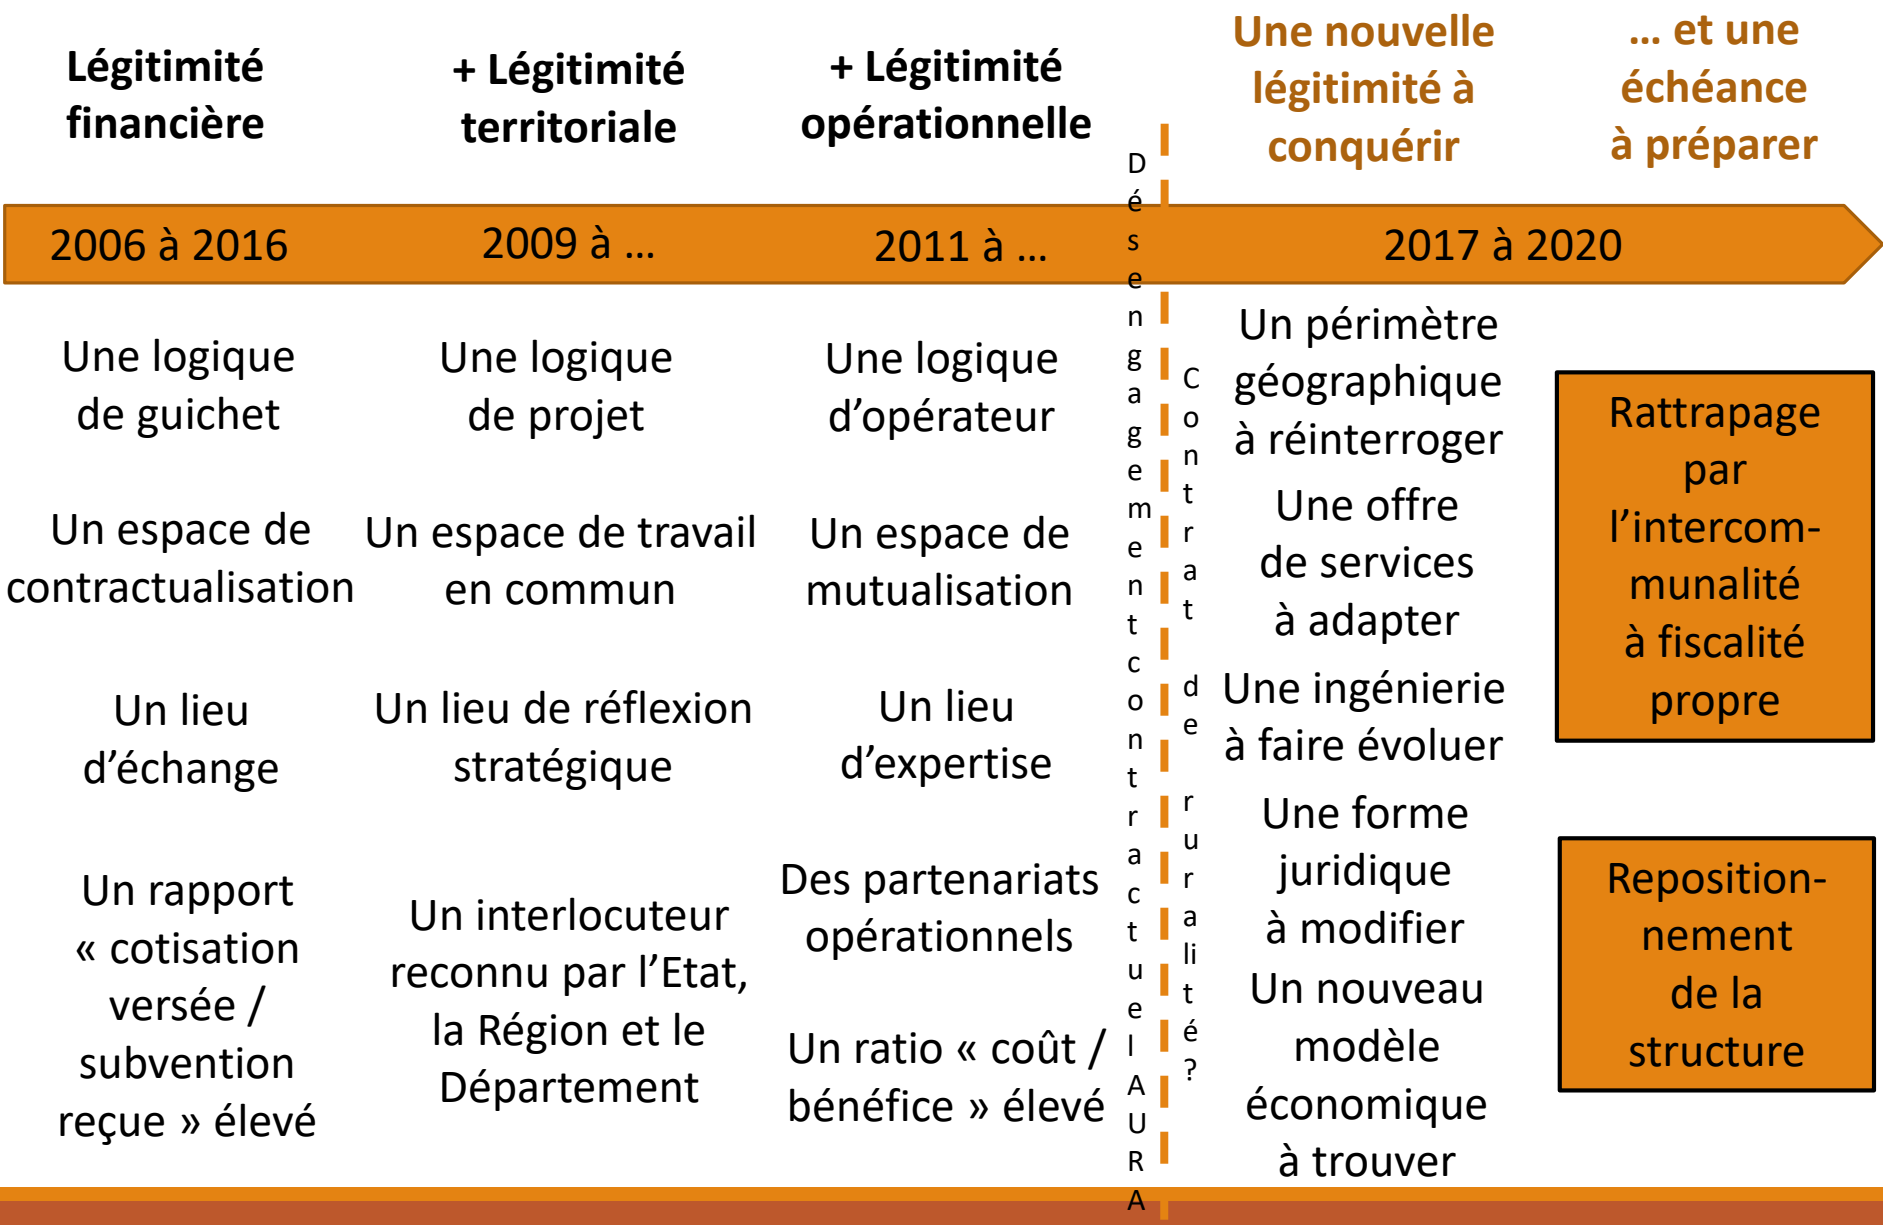 Légitimité
financière
+ Légitimité
territoriale
+ Légitimité
opérationnelle
Une nouvelle
légitimité à
conquérir
... et une
échéance
à préparer
2006 à 2016
2009 à ...
2011 à ...
2017 à 2020
Une logique
de guichet
Un espace de
contractualisation
Un lieu
d’échange
Un rapport
« cotisation
versée /
subvention
reçue » élevé
Une logique
de projet
Un espace de travail
en commun
Un lieu de réflexion
stratégique
Un interlocuteur
reconnu par l’Etat,
la Région et le
Département
Une logique
d’opérateur
Un espace de
mutualisation
Un lieu
d’expertise
Des partenariats
opérationnels
Un ratio « coût /
bénéfice » élevé
Désengagement contractuel AURA
Contrat de ruralité?
Un périmètre
géographique
à réinterroger
Une offre
de services
à adapter
Une ingénierie
à faire évoluer
Une forme
juridique
à modifier
Un nouveau
modèle
économique
à trouver
Rattrapage
par
l’intercom-
munalité
à fiscalité
propre
Reposition-
nement
de la
structure